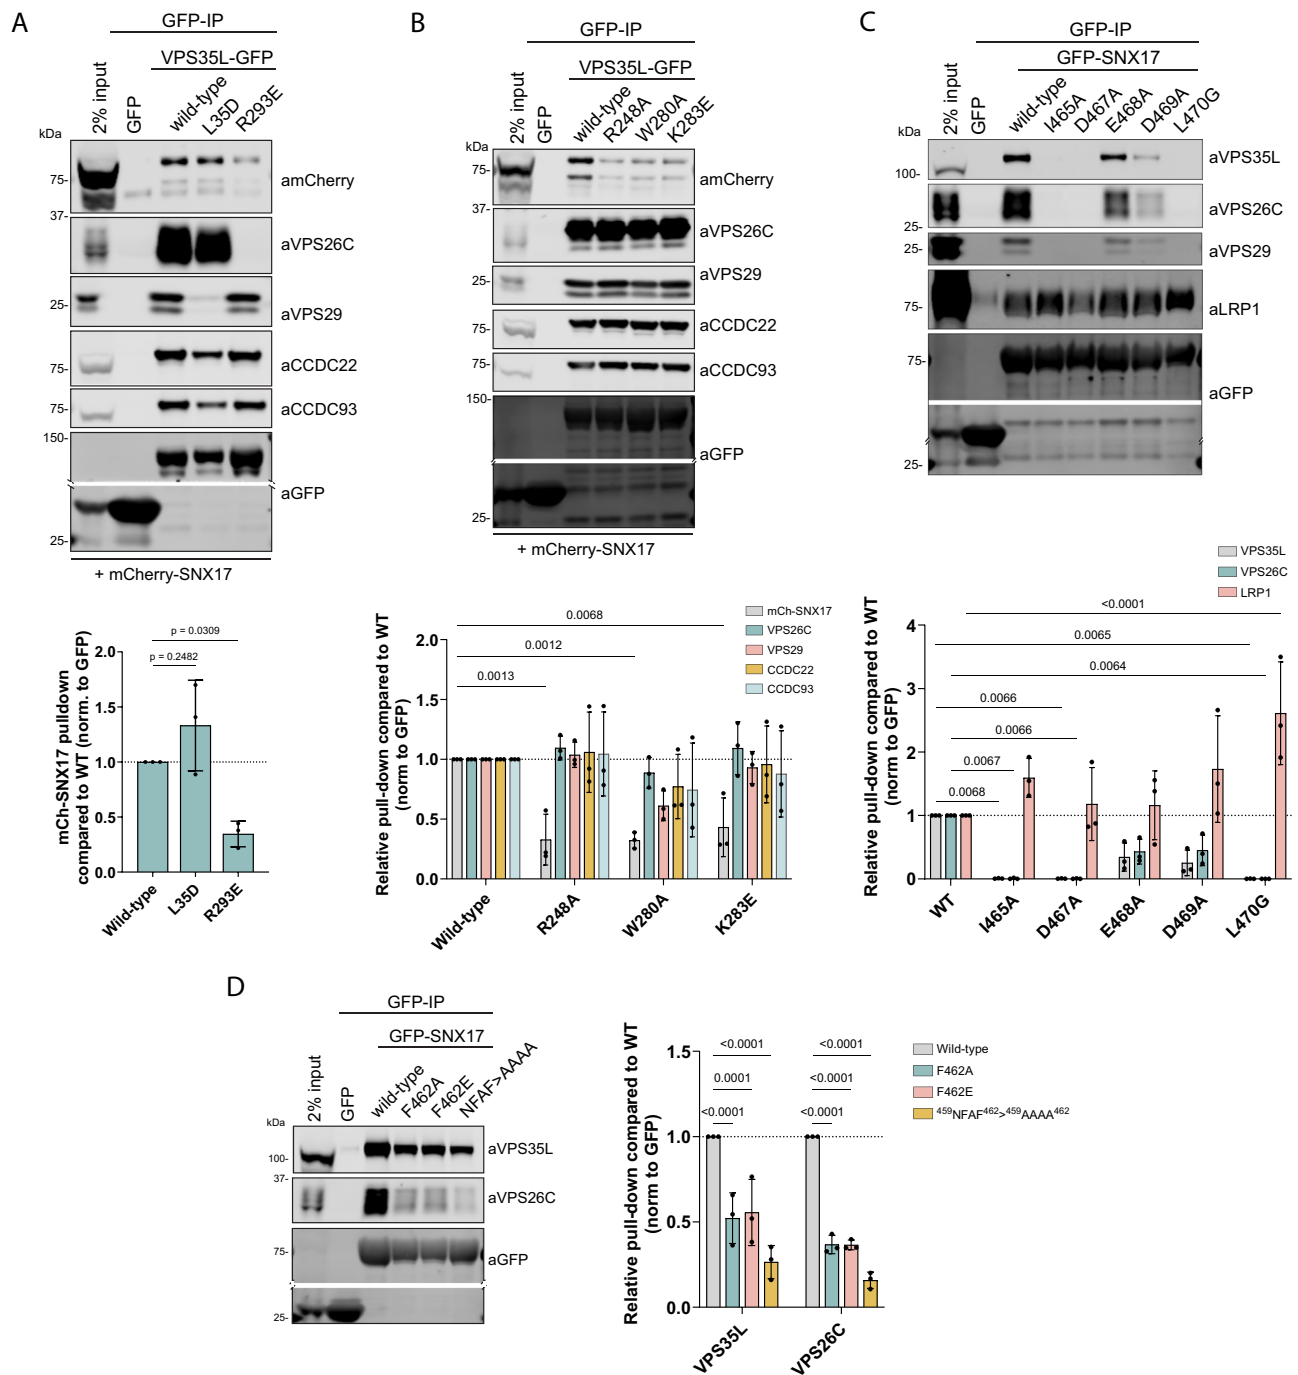 A
GFP-IP
VPS35L-GFP
2% input
GFP
wild-type
L35D
R293E
kDa
75-
amCherry
37-
aVPS26C
25-
aVPS29
75-
aCCDC22
75-
aCCDC93
150-
aGFP
25-
+ mCherry-SNX17
mCh-SNX17 pulldown
compared to WT (norm. to GFP)
2.0
1.5
1.0
0.5
0.0
p = 0.0309
p = 0.2482
Wild-type
L35D
R293E
B
GFP-IP
VPS35L-GFP
2% input
GFP
wild-type
R248A
W280A
K283E
kDa
75-
amCherry
37-
aVPS26C
25-
aVPS29
75-
aCCDC22
75-
aCCDC93
150-
aGFP
25-
+ mCherry-SNX17
Relative pull-down compared to WT
(norm to GFP)
2.0
1.5
1.0
0.5
0.0
0.0068
0.0012
0.0013
mCh-SNX17
VPS26C
VPS29
CCDC22
CCDC93
Wild-type
R248A
W280A
K283E
C
GFP-IP
GFP-SNX17
2% input
GFP
wild-type
I465A
D467A
E468A
D469A
L470G
kDa
100-
aVPS35L
aVPS26C
25-
25-
aVPS29
75-
aLRP1
75-
aGFP
25-
VPS35L
VPS26C
LRP1
Relative pull-down compared to WT
(norm to GFP)
4
3
2
1
0
<0.0001
0.0065
0.0064
0.0066
0.0066
0.0067
0.0068
WT
I465A
D467A
E468A
D469A
L470G
D
GFP-IP
GFP-SNX17
2% input
GFP
wild-type
F462A
F462E
NFAF>AAAA
kDa
100-
aVPS35L
37-
aVPS26C
75-
aGFP
25-
Relative pull-down compared to WT
(norm to GFP)
1.5
1.0
0.5
0.0
<0.0001
0.0001
<0.0001
<0.0001
<0.0001
<0.0001
VPS35L
VPS26C
Wild-type
F462A
F462E
⁴⁵⁹NFAF⁴⁶²>⁴⁵⁹AAAA⁴⁶²